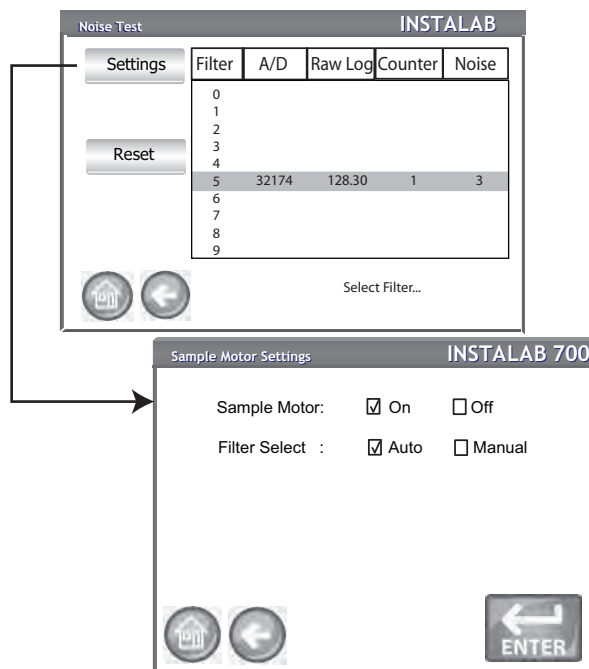 Noise Test INSTALAB
Settings
Reset
Filter A/D Raw Log Counter Noise
0
1
2
3
4
5 32174 128.30 1 3
6
7
8
9
Select Filter...
Sample Motor Settings INSTALAB 700
Sample Motor: On Off
Filter Select : Auto Manual
ENTER